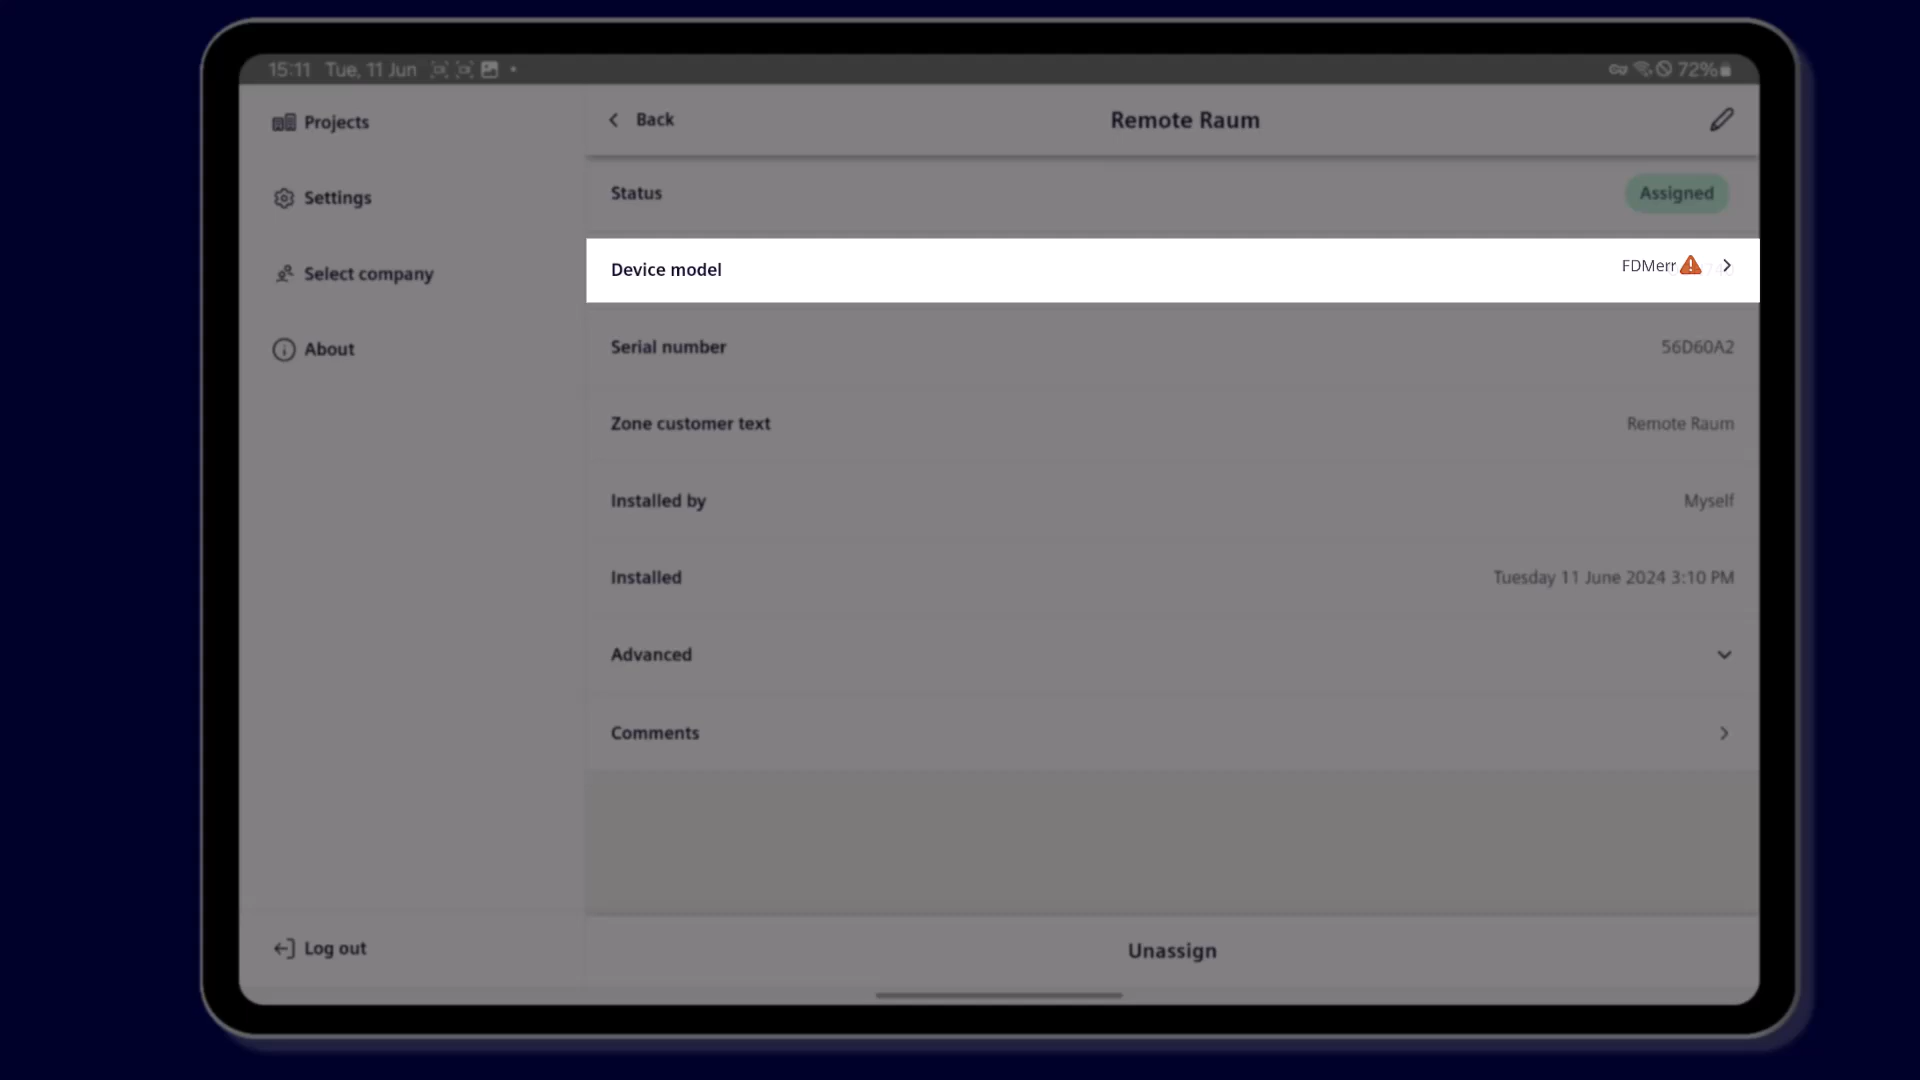 15:11 Tue, 11 Jun
72%
Projects
Settings
Select company
About
Log out
Back
Remote Raum
Status
Assigned
Device model
FDMerr
Serial number
56D60A2
Zone customer text
Remote Raum
Installed by
Myself
Installed
Tuesday 11 June 2024 3:10 PM
Advanced
Comments
Unassign